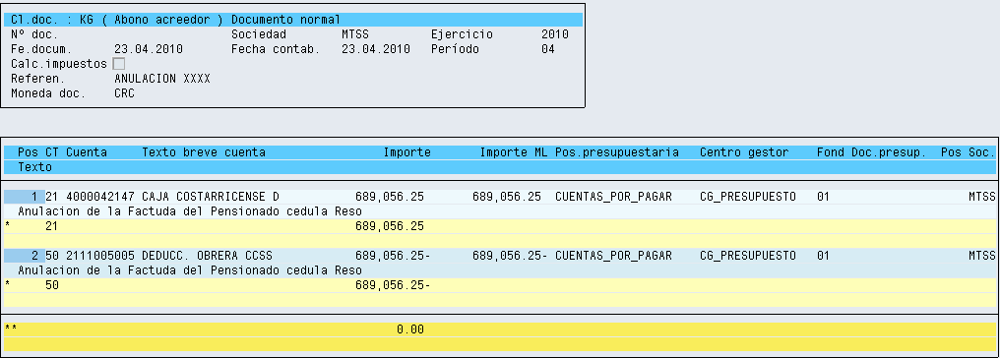 Cl.doc. : KG ( Abono acreedor ) Documento normal
Nº doc. Sociedad MTSS Ejercicio 2010
Fe.docum. 23.04.2010 Fecha contab. 23.04.2010 Período 04
Calc.impuestos
Referen. ANULACION XXXX
Moneda doc. CRC
Pos CT Cuenta Texto breve cuenta Importe Importe ML Pos.presupuestaria Centro gestor Fond Doc.presup. Pos Soc.
Texto
1 21 4000042147 CAJA COSTARRICENSE D 689,056.25 689,056.25 CUENTAS_POR_PAGAR CG_PRESUPUESTO 01 MTSS
Anulacion de la Factuda del Pensionado cedula Reso
* 21 689,056.25
2 50 2111005005 DEDUCC. OBRERA CCSS 689,056.25- 689,056.25- CUENTAS_POR_PAGAR CG_PRESUPUESTO 01 MTSS
Anulacion de la Factuda del Pensionado cedula Reso
* 50 689,056.25-
** 0.00